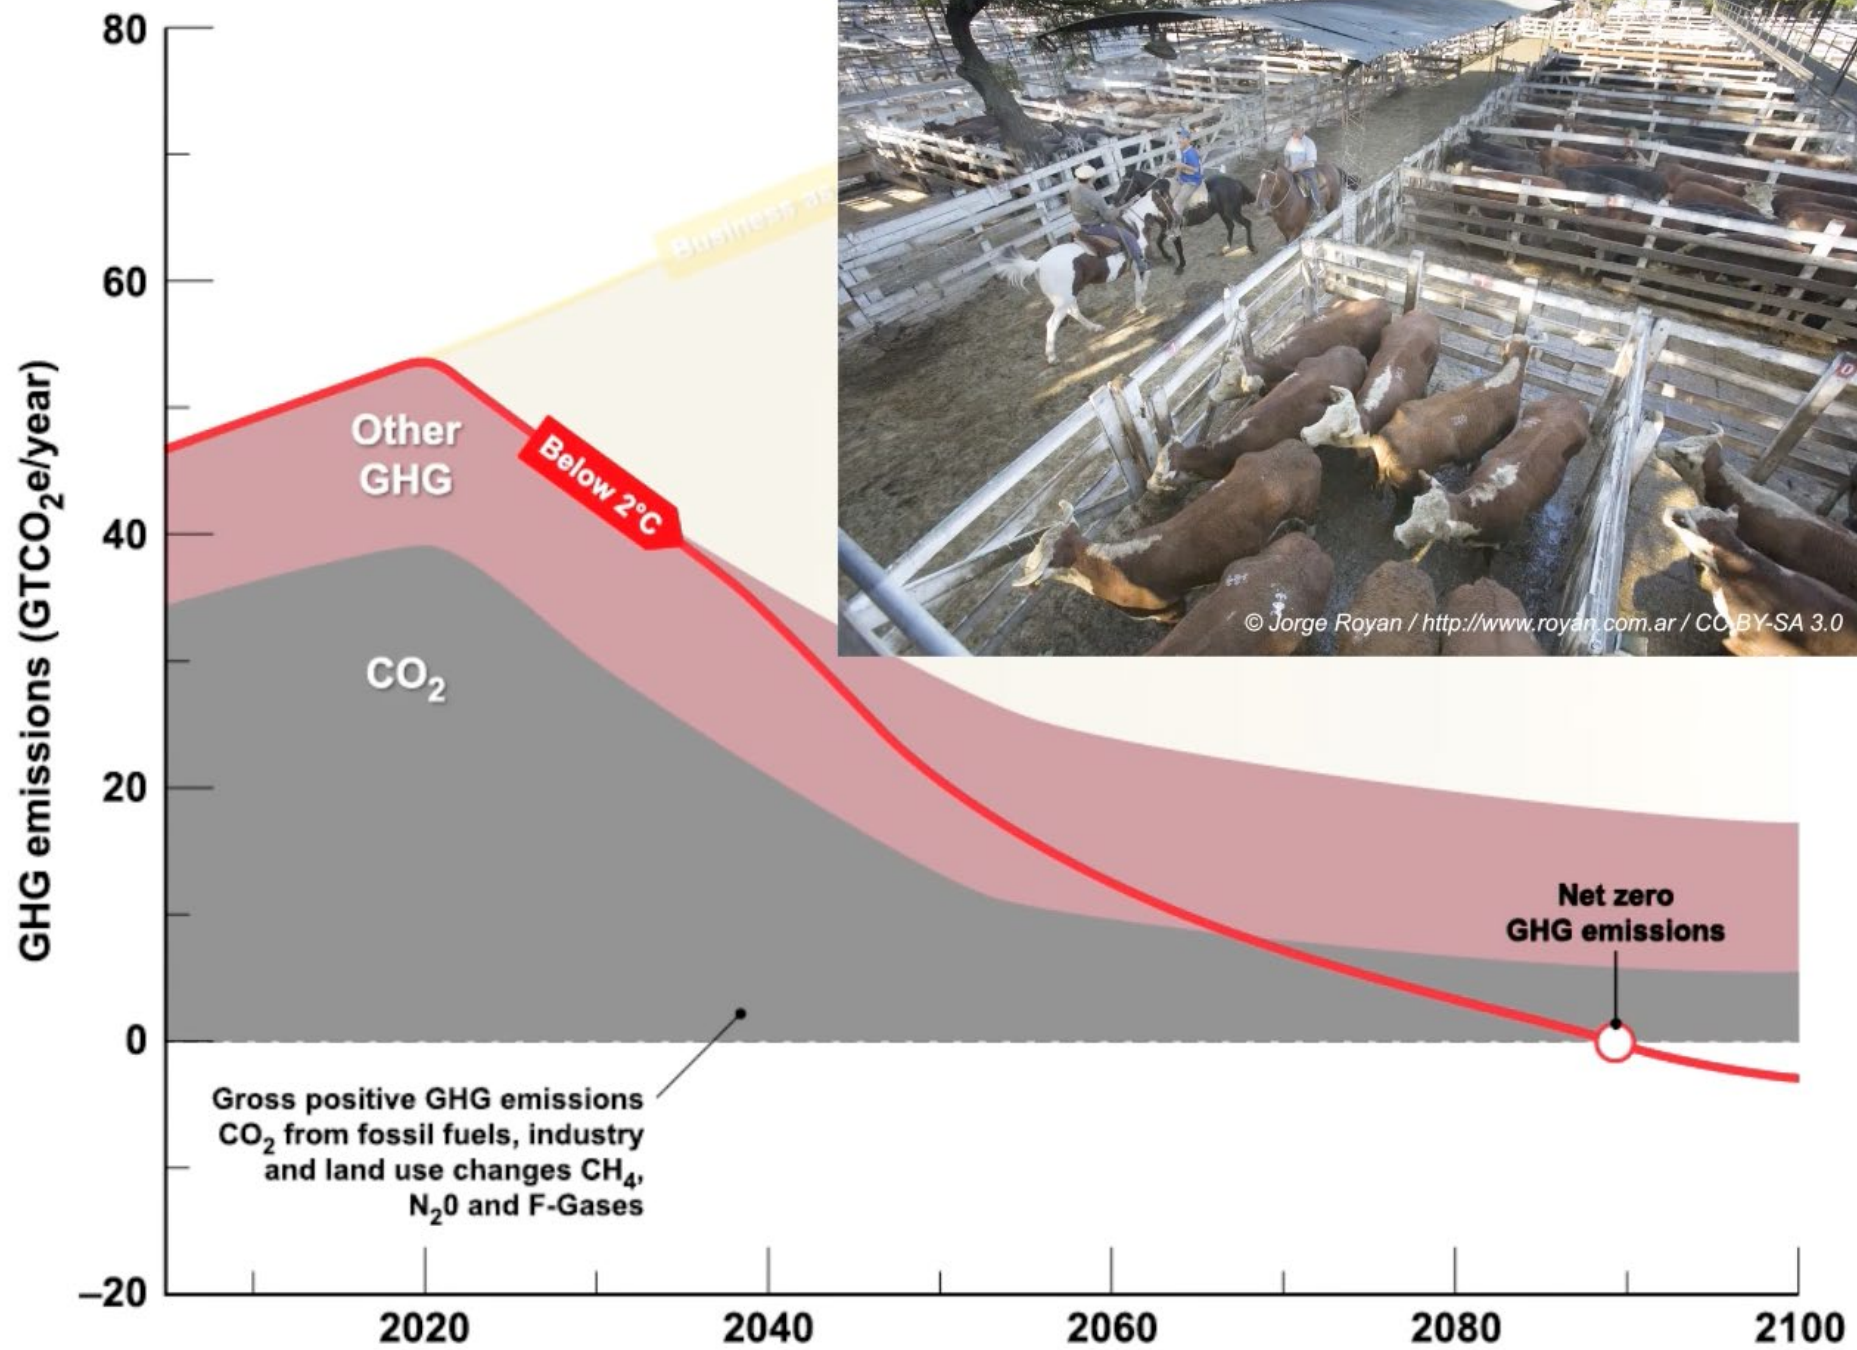 80
60
40
20
0
–20
GHG emissions (GTCO₂e/year)
Business as
Other
GHG
Below 2°C
CO₂
© Jorge Royan / http://www.royan.com.ar / CC-BY-SA 3.0
Net zero
GHG emissions
Gross positive GHG emissions
CO₂ from fossil fuels, industry
and land use changes CH₄,
N₂0 and F-Gases
2020
2040
2060
2080
2100